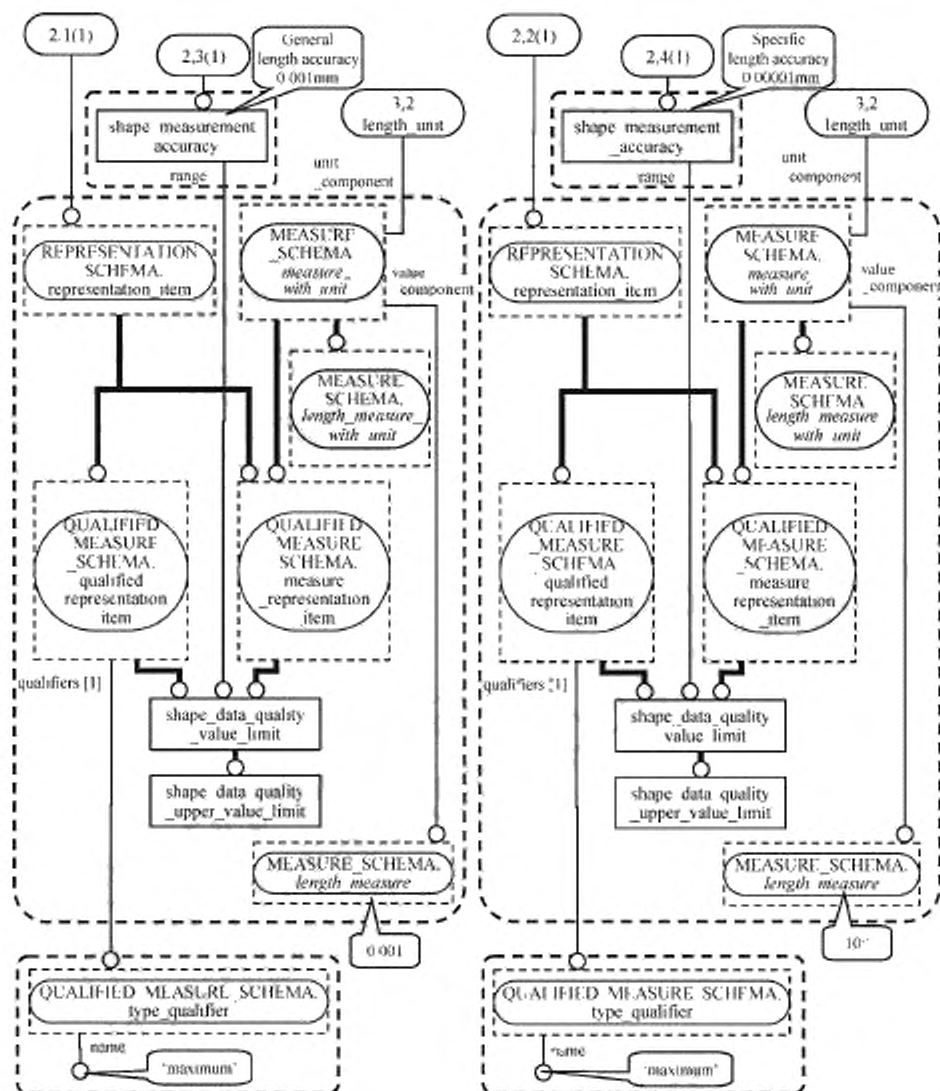 2.1(1)
2,3(1)
General
length accuracy
0 001mm
3,2
length_unit
shape measurement
accuracy
range
unit
_component
REPRESENTATION
SCHEMA.
representation_item
MEASURE
_SCHEMA
measure_
with unit
value
component
MEASURE
SCHEMA.
length_measure_
with unit
QUALIFIED
_MEASURE
_SCHEMA.
qualified
representation
item
QUALIFIED
_MEASURE
SCHEMA.
measure
_representation
_item
qualifiers [1]
shape_data_quality
_value_limit
shape data quality
_upper_value_limit
MEASURE_SCHEMA.
length measure
0 001
QUALIFIED MEASURE SCHEMA.
type_qualifier
name
'maximum'
2,2(1)
2,4(1)
Specific
length accuracy
0 00001mm
3,2
length_unit
shape measurement
_accuracy
range
unit
component
REPRESENTATION
SCHEMA.
representation_item
MEASURE
SCHEMA.
measure
with unit
value
_component
MEASURE
SCHEMA
length measure
with unit
QUALIFIED
_MEASURE
SCHEMA
qualified
representation
item
QUALIFIED
MEASURE
_SCHEMA.
measure
representation
_item
qualifiers [1]
shape_data_quality
value limit
shape data quality
_upper_value_limit
MEASURE_SCHEMA.
length measure
QUALIFIED MEASURE SCHEMA.
type_qualifier
name
'maximum'